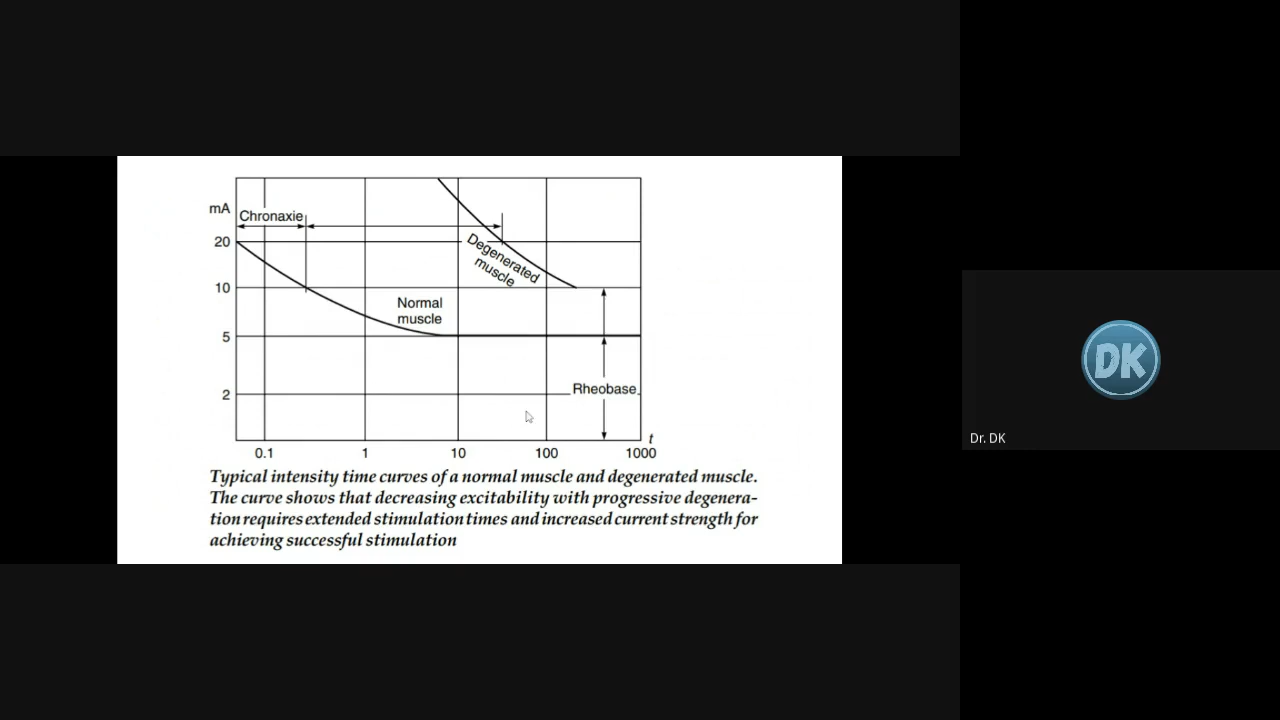 mA
Chronaxie
20
10
5
2
Degenerated
muscle
Normal
muscle
Rheobase
t
0.1 1 10 100 1000
Typical intensity time curves of a normal muscle and degenerated muscle.
The curve shows that decreasing excitability with progressive degenera-
tion requires extended stimulation times and increased current strength for
achieving successful stimulation
DK
Dr. DK